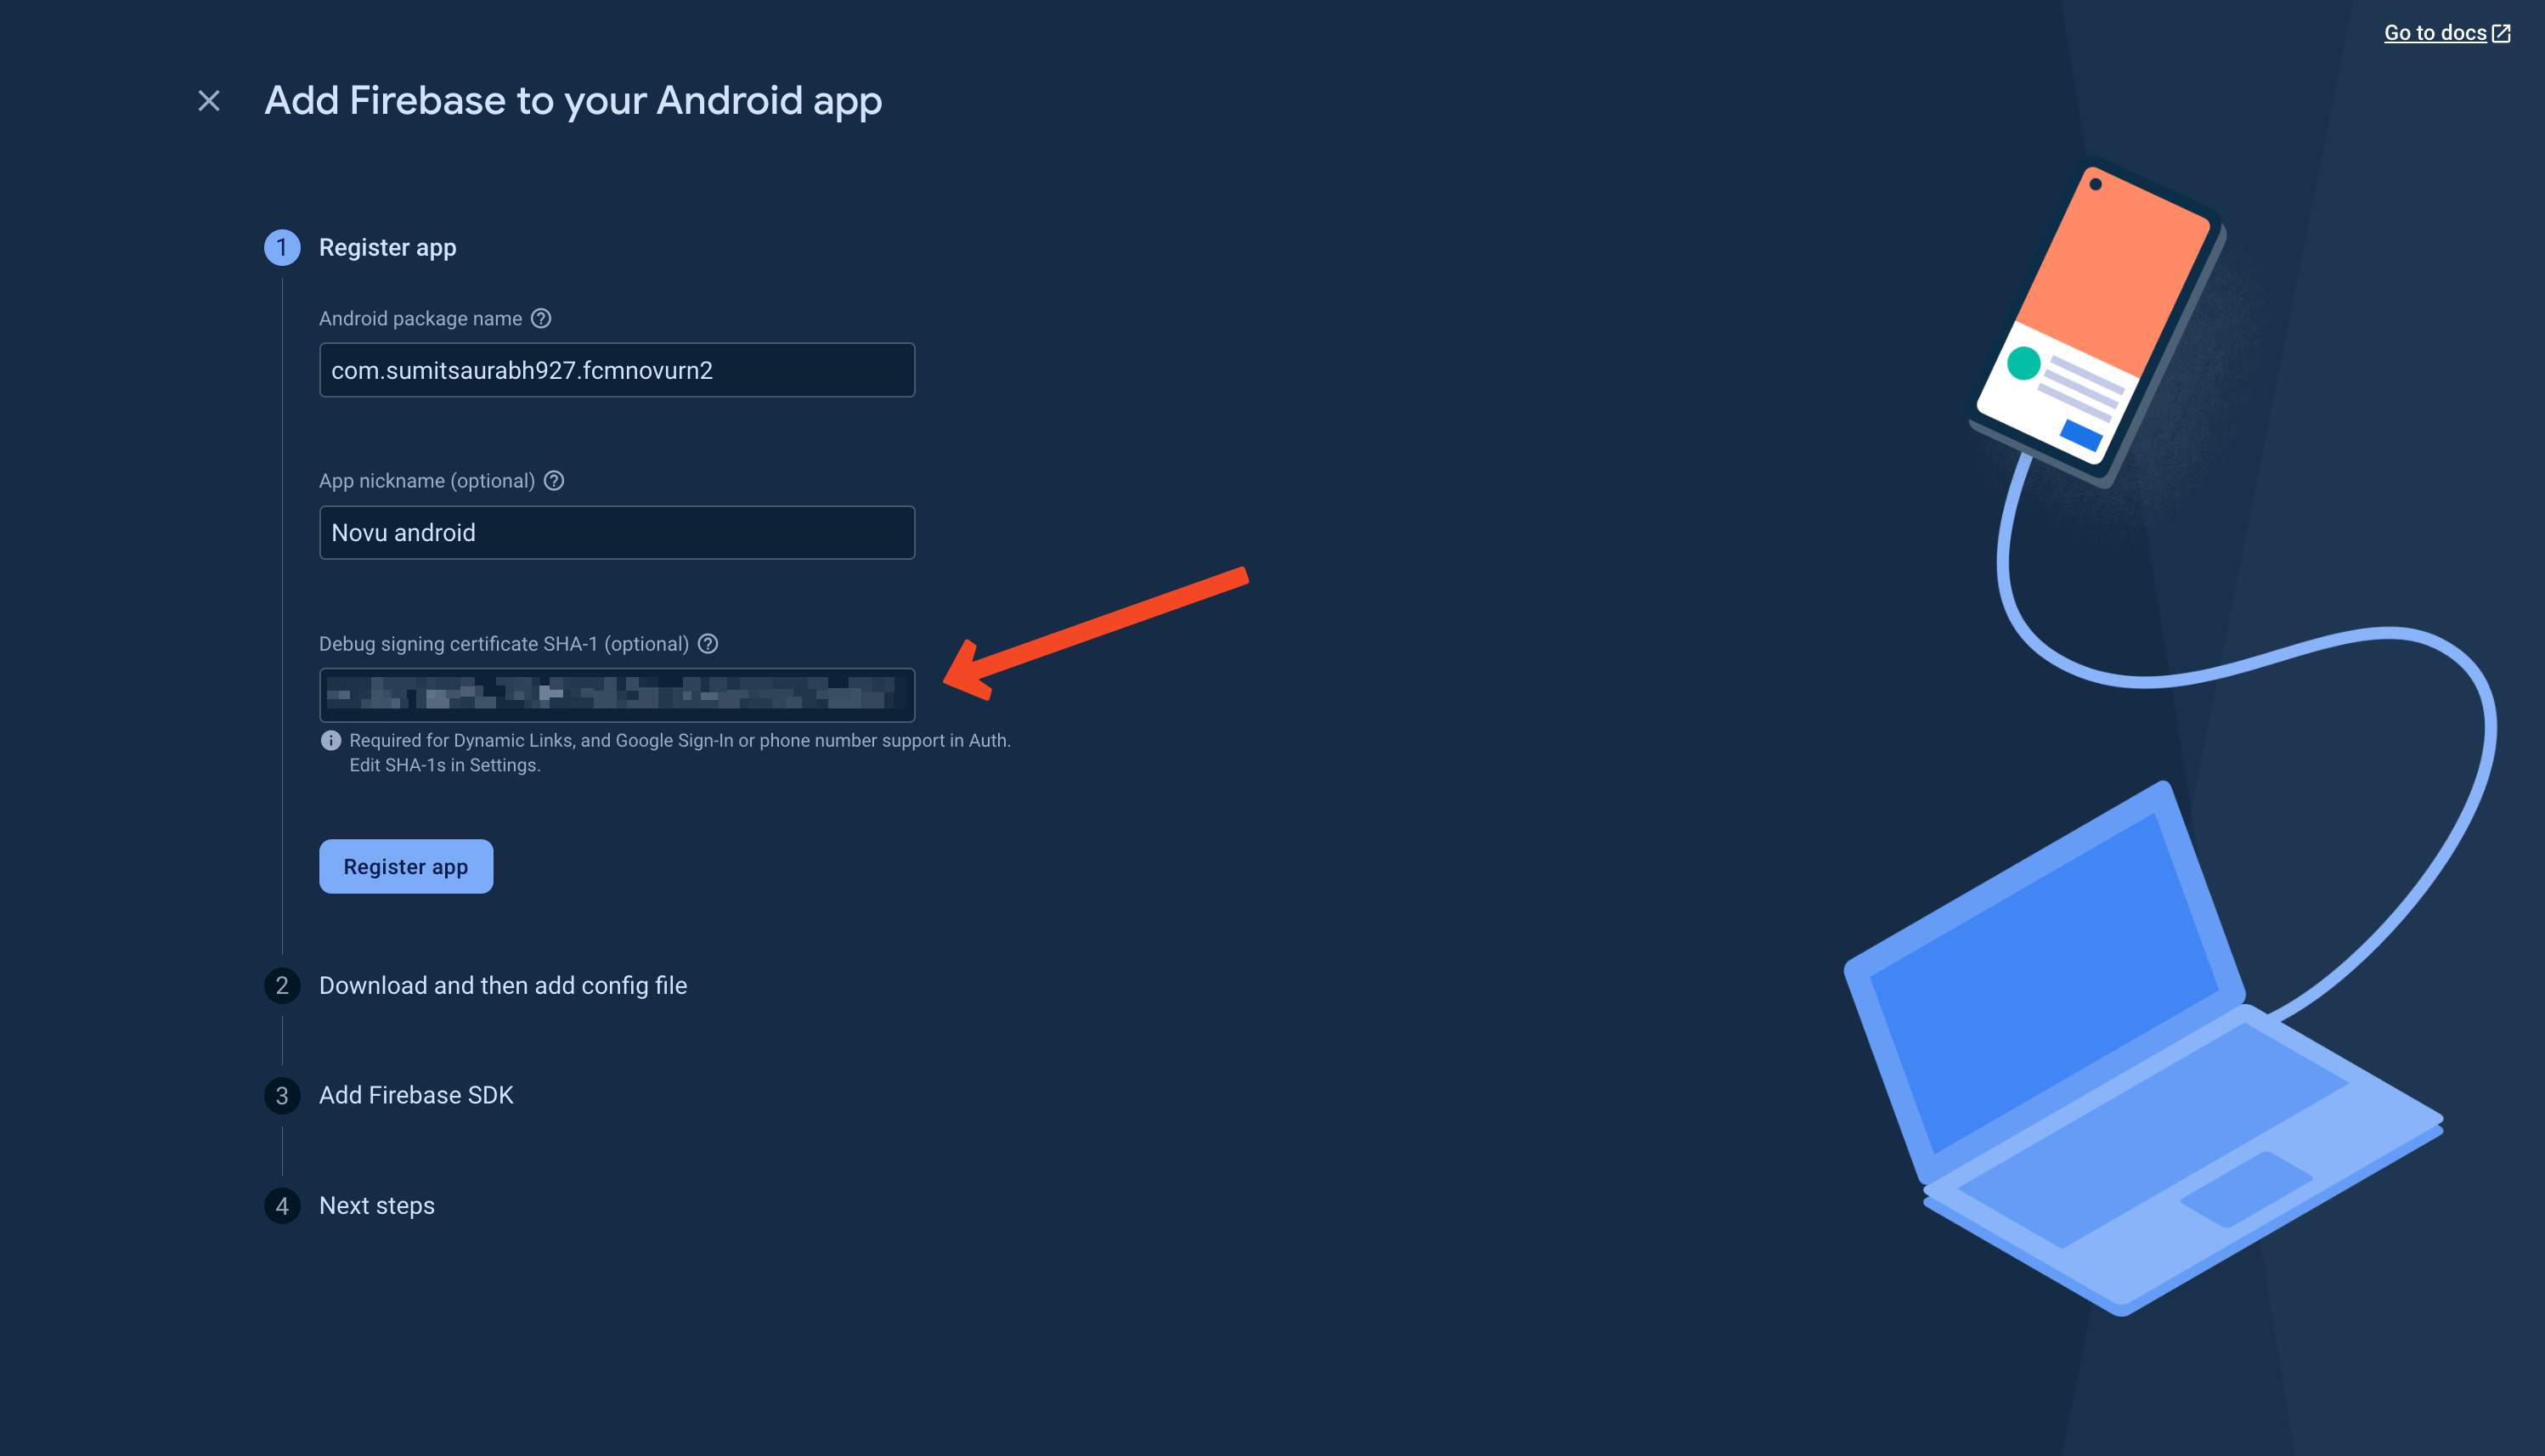 Go to docs
Add Firebase to your Android app
1 Register app
Android package name
com.sumitsaurabh927.fcmnovurn2
App nickname (optional)
Novu android
Debug signing certificate SHA-1 (optional)
Required for Dynamic Links, and Google Sign-In or phone number support in Auth.
Edit SHA-1s in Settings.
Register app
2 Download and then add config file
3 Add Firebase SDK
4 Next steps